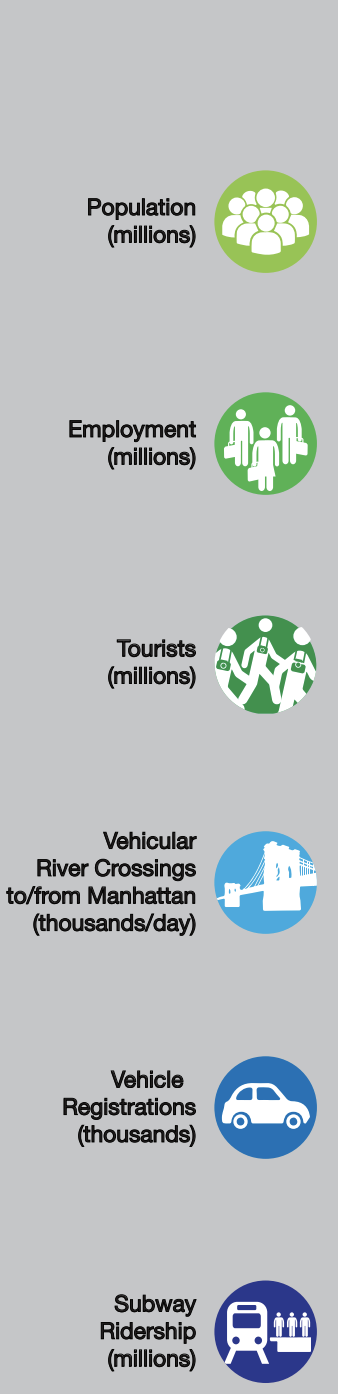 Population
(millions)
Employment
(millions)
Tourists
(millions)
Vehicular
River Crossings
to/from Manhattan
(thousands/day)
Vehicle
Registrations
(thousands)
Subway
Ridership
(millions)